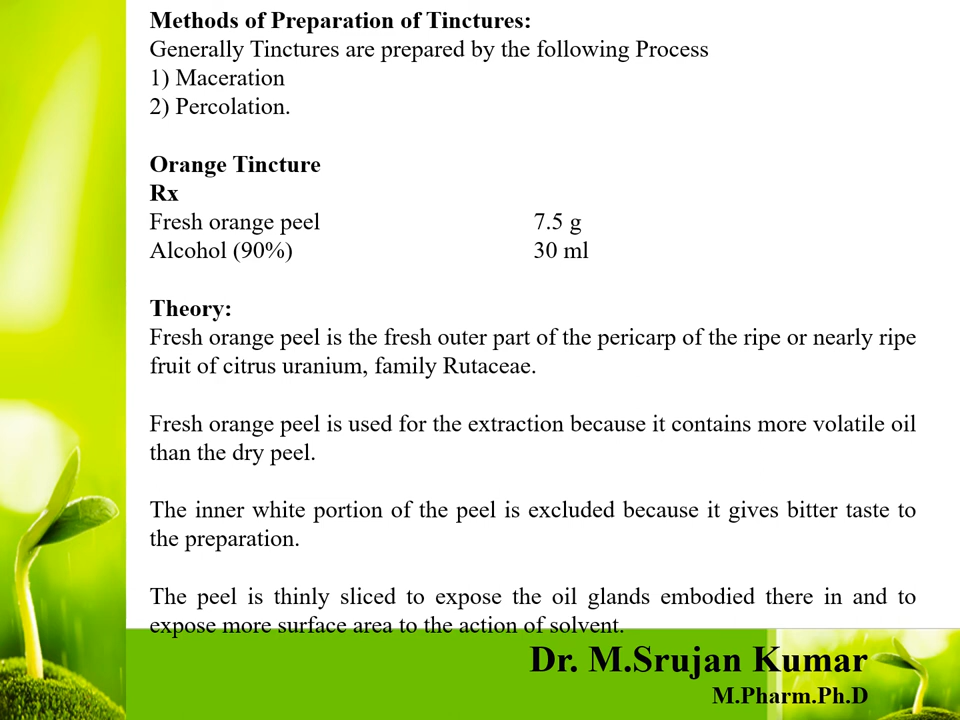 Methods of Preparation of Tinctures:
Generally Tinctures are prepared by the following Process
1) Maceration
2) Percolation.
Orange Tincture
Rx
Fresh orange peel 7.5 g
Alcohol (90%) 30 ml
Theory:
Fresh orange peel is the fresh outer part of the pericarp of the ripe or nearly ripe
fruit of citrus uranium, family Rutaceae.
Fresh orange peel is used for the extraction because it contains more volatile oil
than the dry peel.
The inner white portion of the peel is excluded because it gives bitter taste to
the preparation.
The peel is thinly sliced to expose the oil glands embodied there in and to
expose more surface area to the action of solvent.
Dr. M.Srujan Kumar
M.Pharm.Ph.D